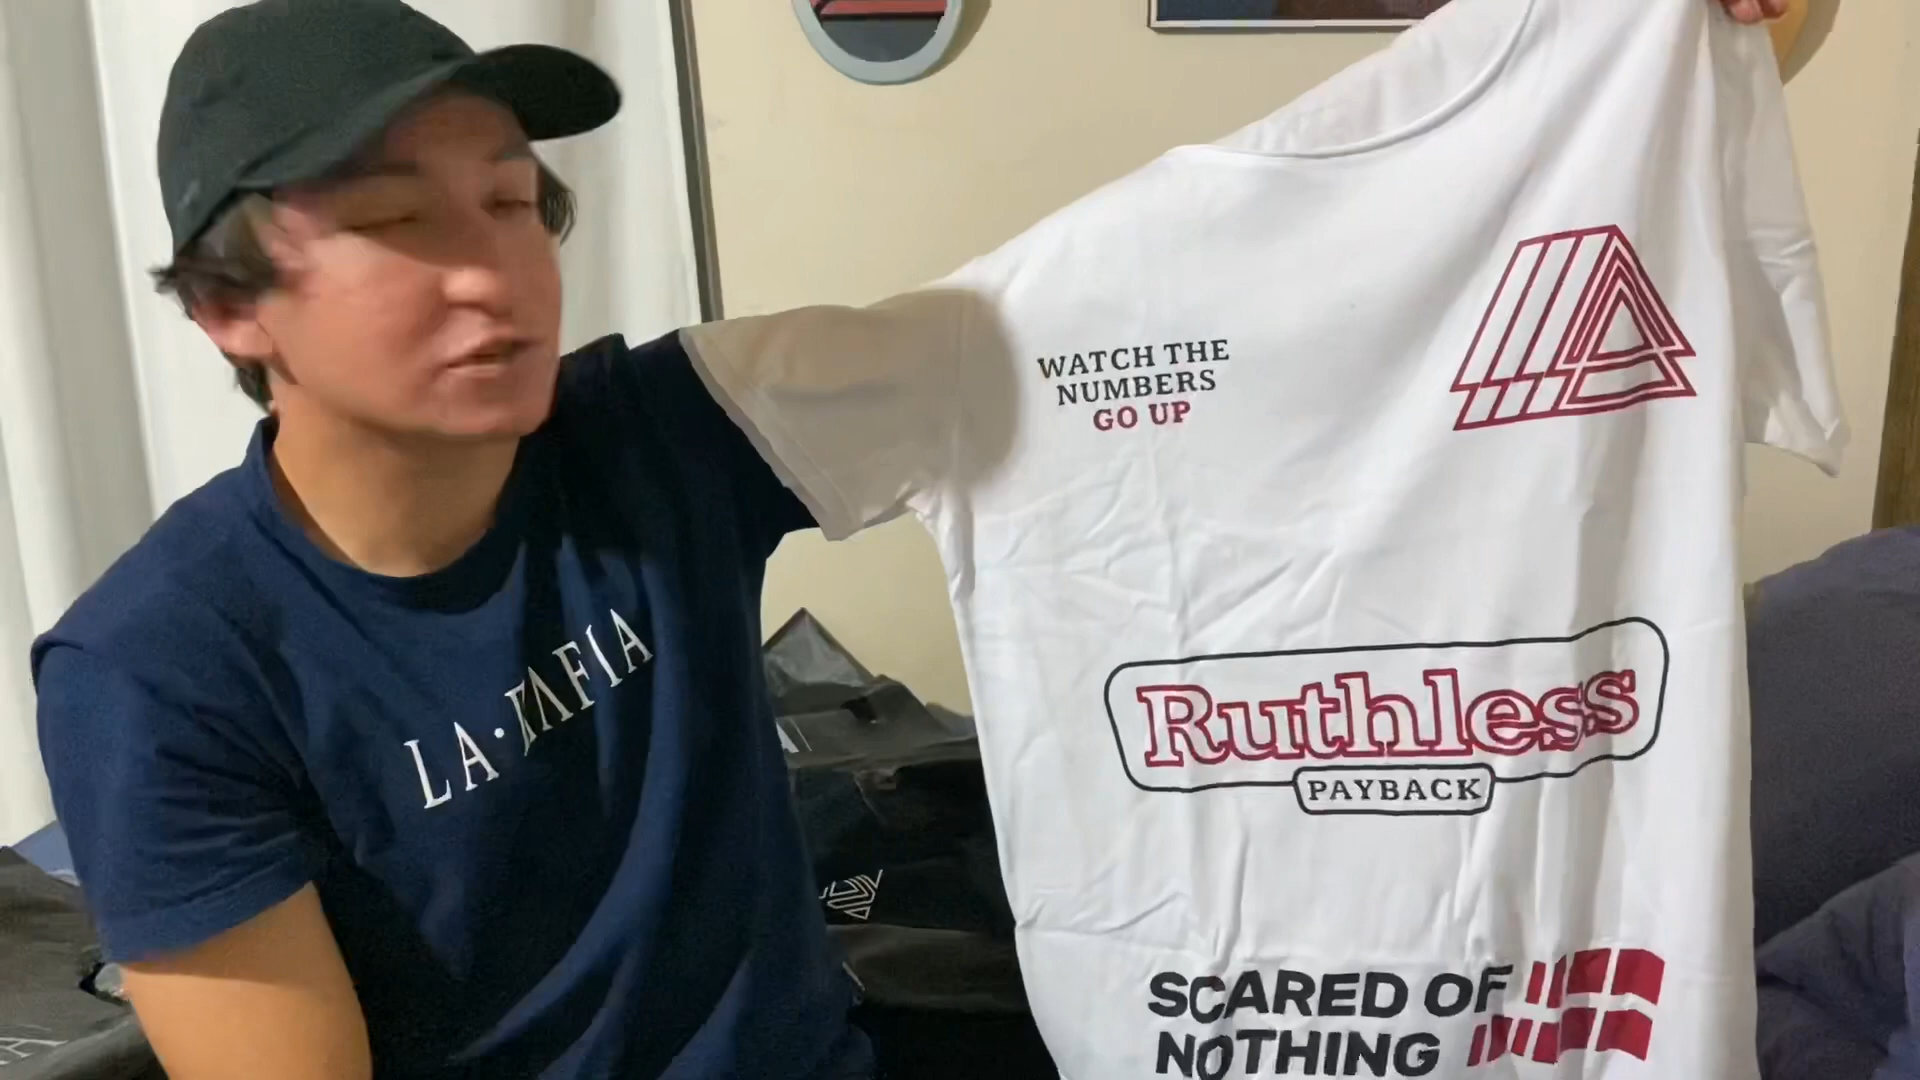 LA·MAFIA
WATCH THE
NUMBERS
GO UP
Ruthless
PAYBACK
SCARED OF
NOTHING